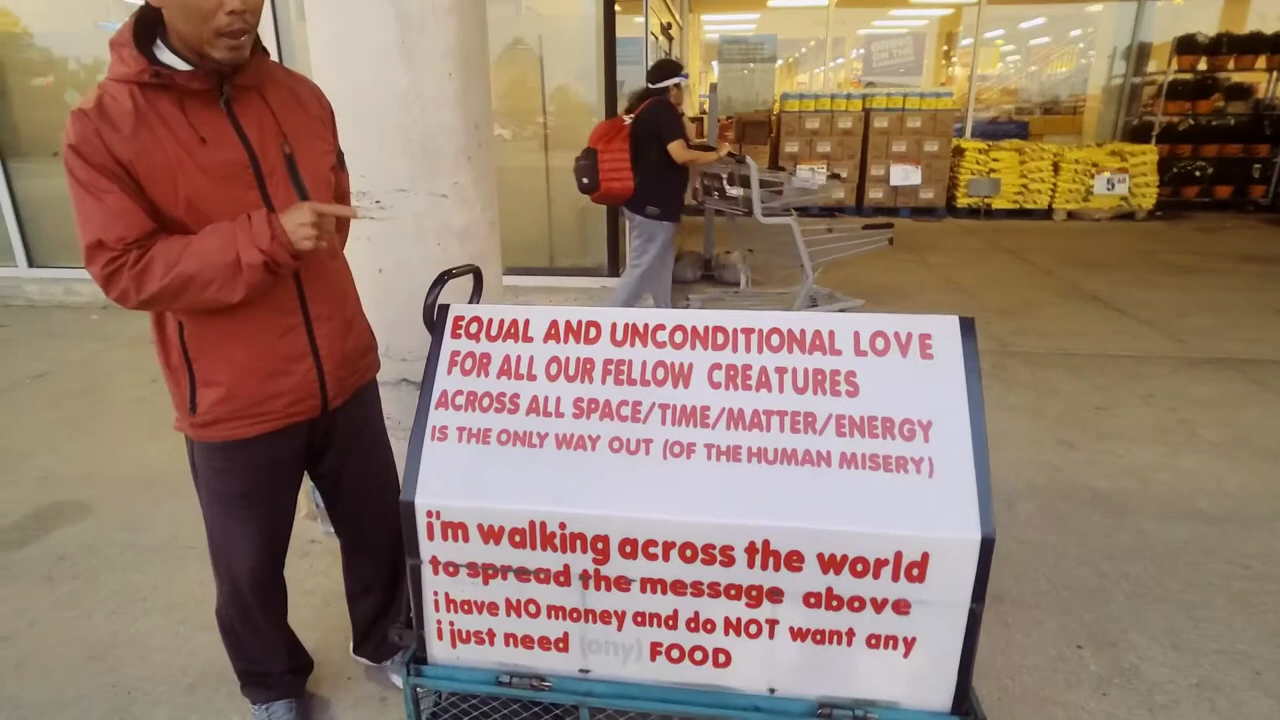 EQUAL AND UNCONDITIONAL LOVE
FOR ALL OUR FELLOW CREATURES
ACROSS ALL SPACE/TIME/MATTER/ENERGY
IS THE ONLY WAY OUT (OF THE HUMAN MISERY)
i'm walking across the world
to spread the message above
i have NO money and do NOT want any
i just need (any) FOOD
5